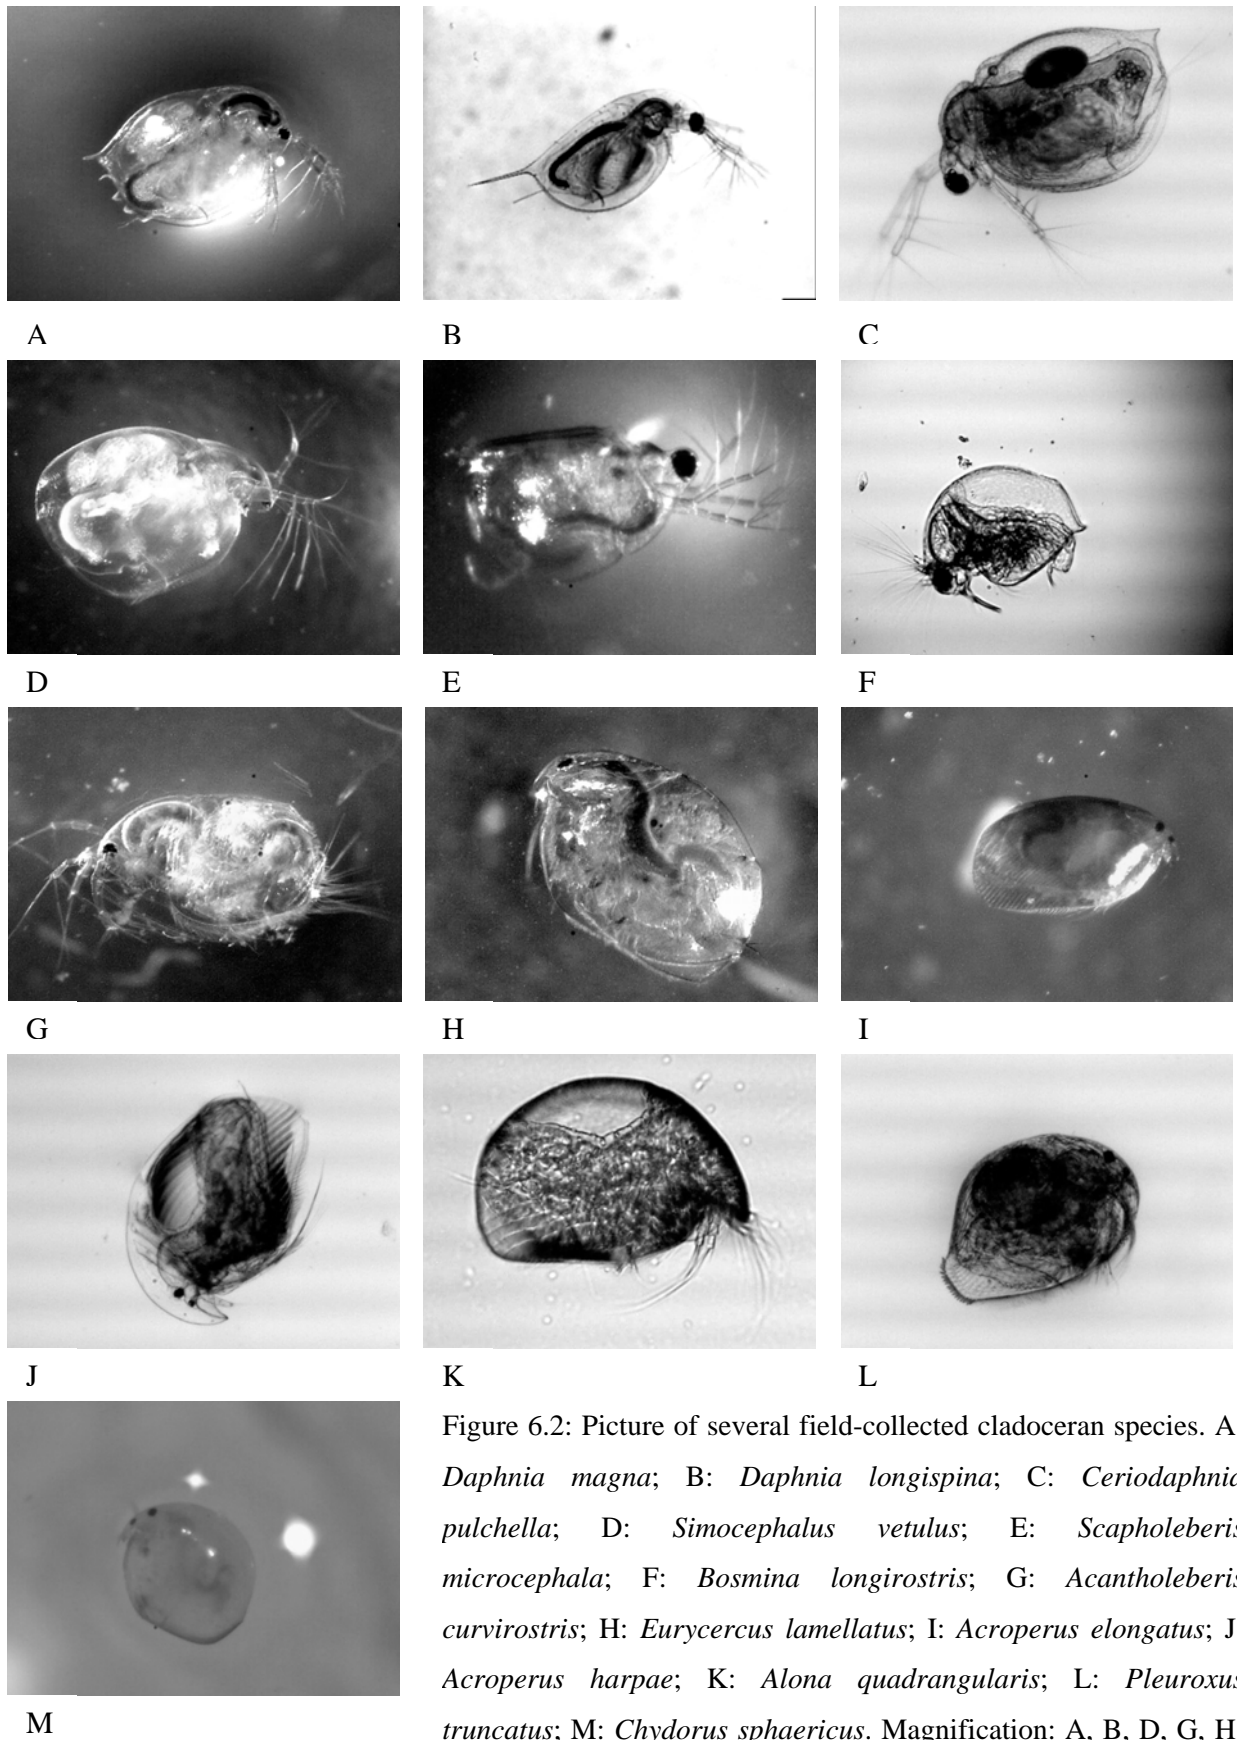 A
B
C
D
E
F
G
H
I
J
K
L
M
Figure 6.2: Picture of several field-collected cladoceran species. A
Daphnia magna; B: Daphnia longispina; C: Ceriodaphnia
pulchella; D: Simocephalus vetulus; E: Scapholeberis
microcephala; F: Bosmina longirostris; G: Acantholeberis
curvirostris; H: Eurycercus lamellatus; I: Acroperus elongatus; J
Acroperus harpae; K: Alona quadrangularis; L: Pleuroxus
truncatus; M: Chydorus sphaericus. Magnification: A, B, D, G, H